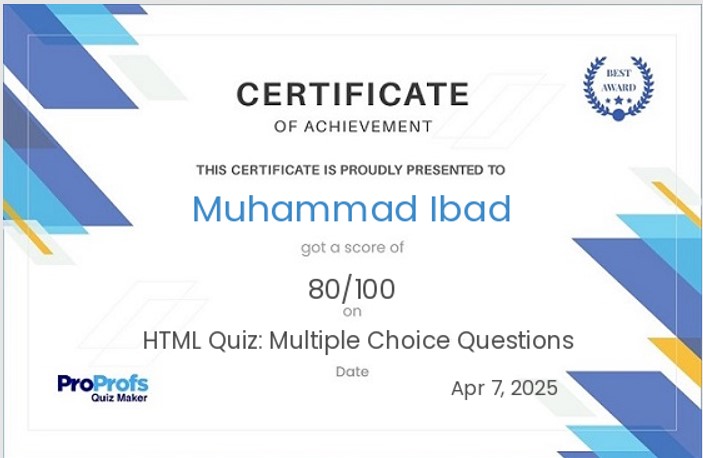 CERTIFICATE
OF ACHIEVEMENT
BEST
AWARD
THIS CERTIFICATE IS PROUDLY PRESENTED TO
Muhammad Ibad
got a score of
80/100
on
HTML Quiz: Multiple Choice Questions
Date
Apr 7, 2025
ProProfs
Quiz Maker